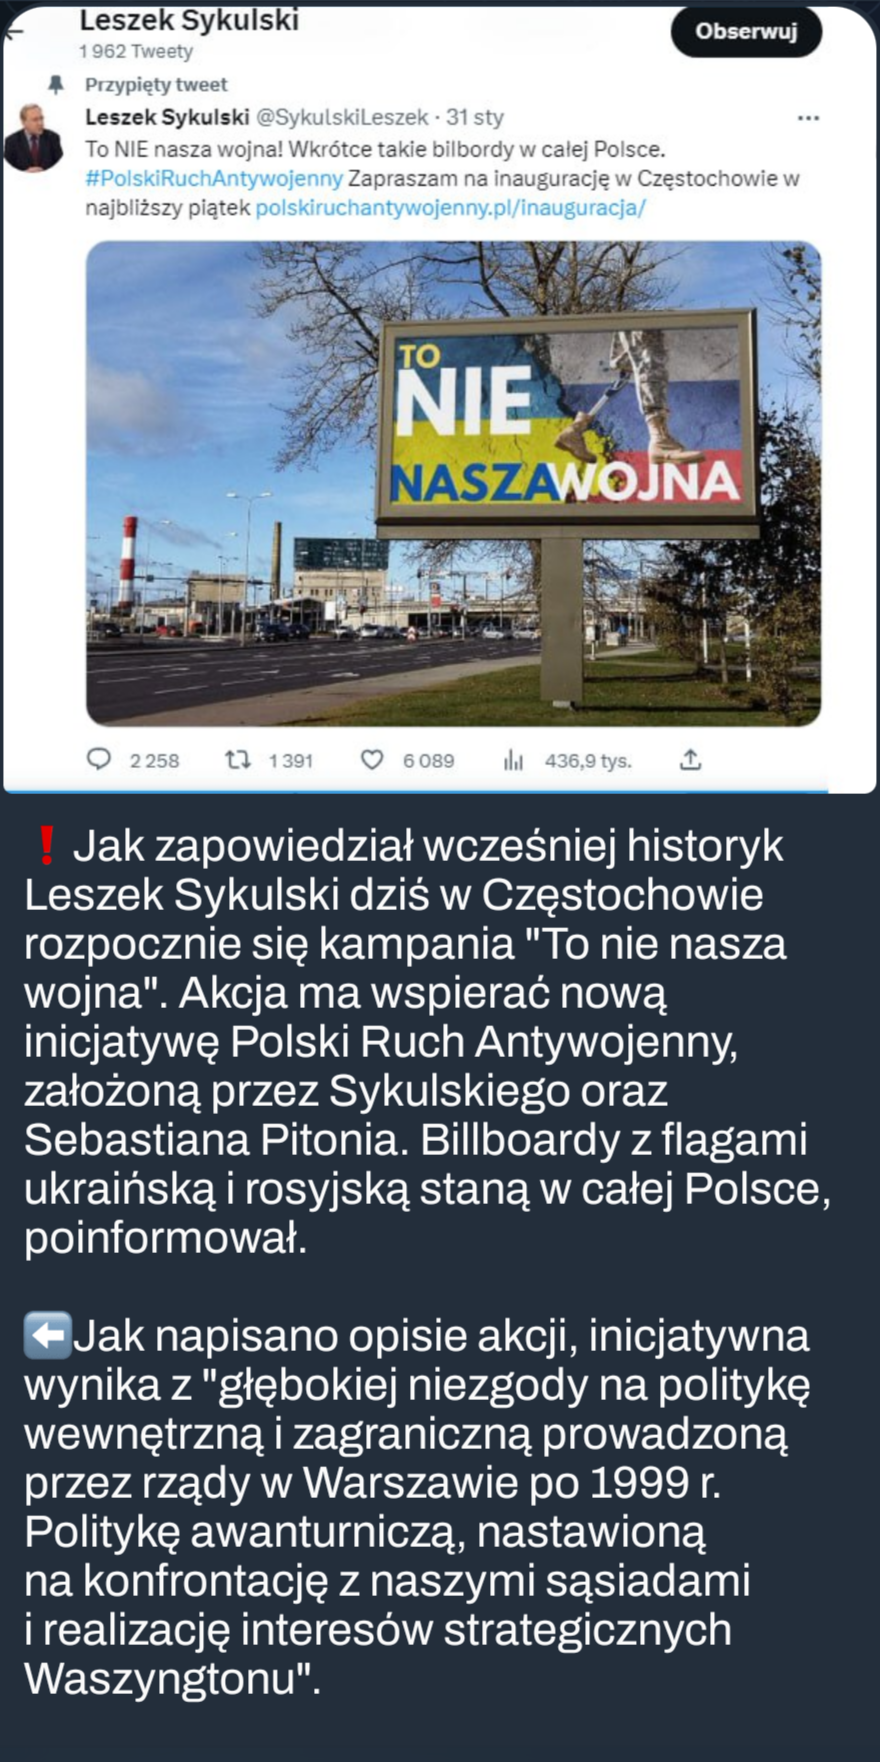 Leszek Sykulski
1 962 Tweety
Obserwuj
Przypięty tweet
Leszek Sykulski @SykulskiLeszek · 31 sty
To NIE nasza wojna! Wkrótce takie bilbordy w całej Polsce.
#PolskiRuchAntywojenny Zapraszam na inaugurację w Częstochowie w
najbliższy piątek polskiruchantywojenny.pl/inauguracja/
TO
NIE
NASZAWOJNA
2 258 1 391 6 089 436,9 tys.
❗ Jak zapowiedział wcześniej historyk
Leszek Sykulski dziś w Częstochowie
rozpocznie się kampania "To nie nasza
wojna". Akcja ma wspierać nową
inicjatywę Polski Ruch Antywojenny,
założoną przez Sykulskiego oraz
Sebastiana Pitonia. Billboardy z flagami
ukraińską i rosyjską staną w całej Polsce,
poinformował.
⬅️Jak napisano opisie akcji, inicjatywna
wynika z "głębokiej niezgody na politykę
wewnętrzną i zagraniczną prowadzoną
przez rządy w Warszawie po 1999 r.
Politykę awanturniczą, nastawioną
na konfrontację z naszymi sąsiadami
i realizację interesów strategicznych
Waszyngtonu".